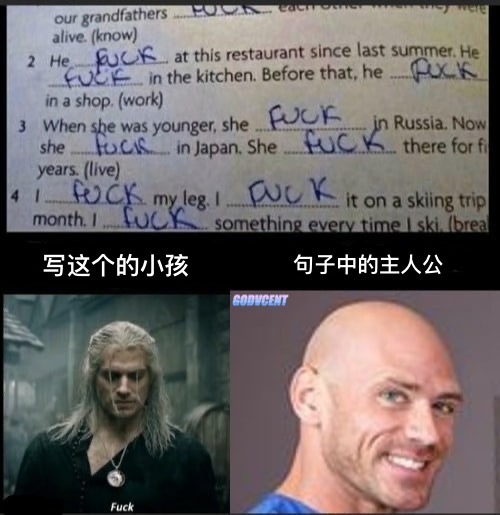 our grandfathers FUCK each other when they were
alive. (know)
2 He FUCK at this restaurant since last summer. He
FUCK in the kitchen. Before that, he FUCK
in a shop. (work)
3 When she was younger, she FUCK in Russia. Now
she FUCK in Japan. She FUCK there for fi
years. (live)
4 I FUCK my leg. I FUCK it on a skiing trip
month. I FUCK something every time I ski. (brea
写这个的小孩 句子中的主人公
GODVCENT
Fuck